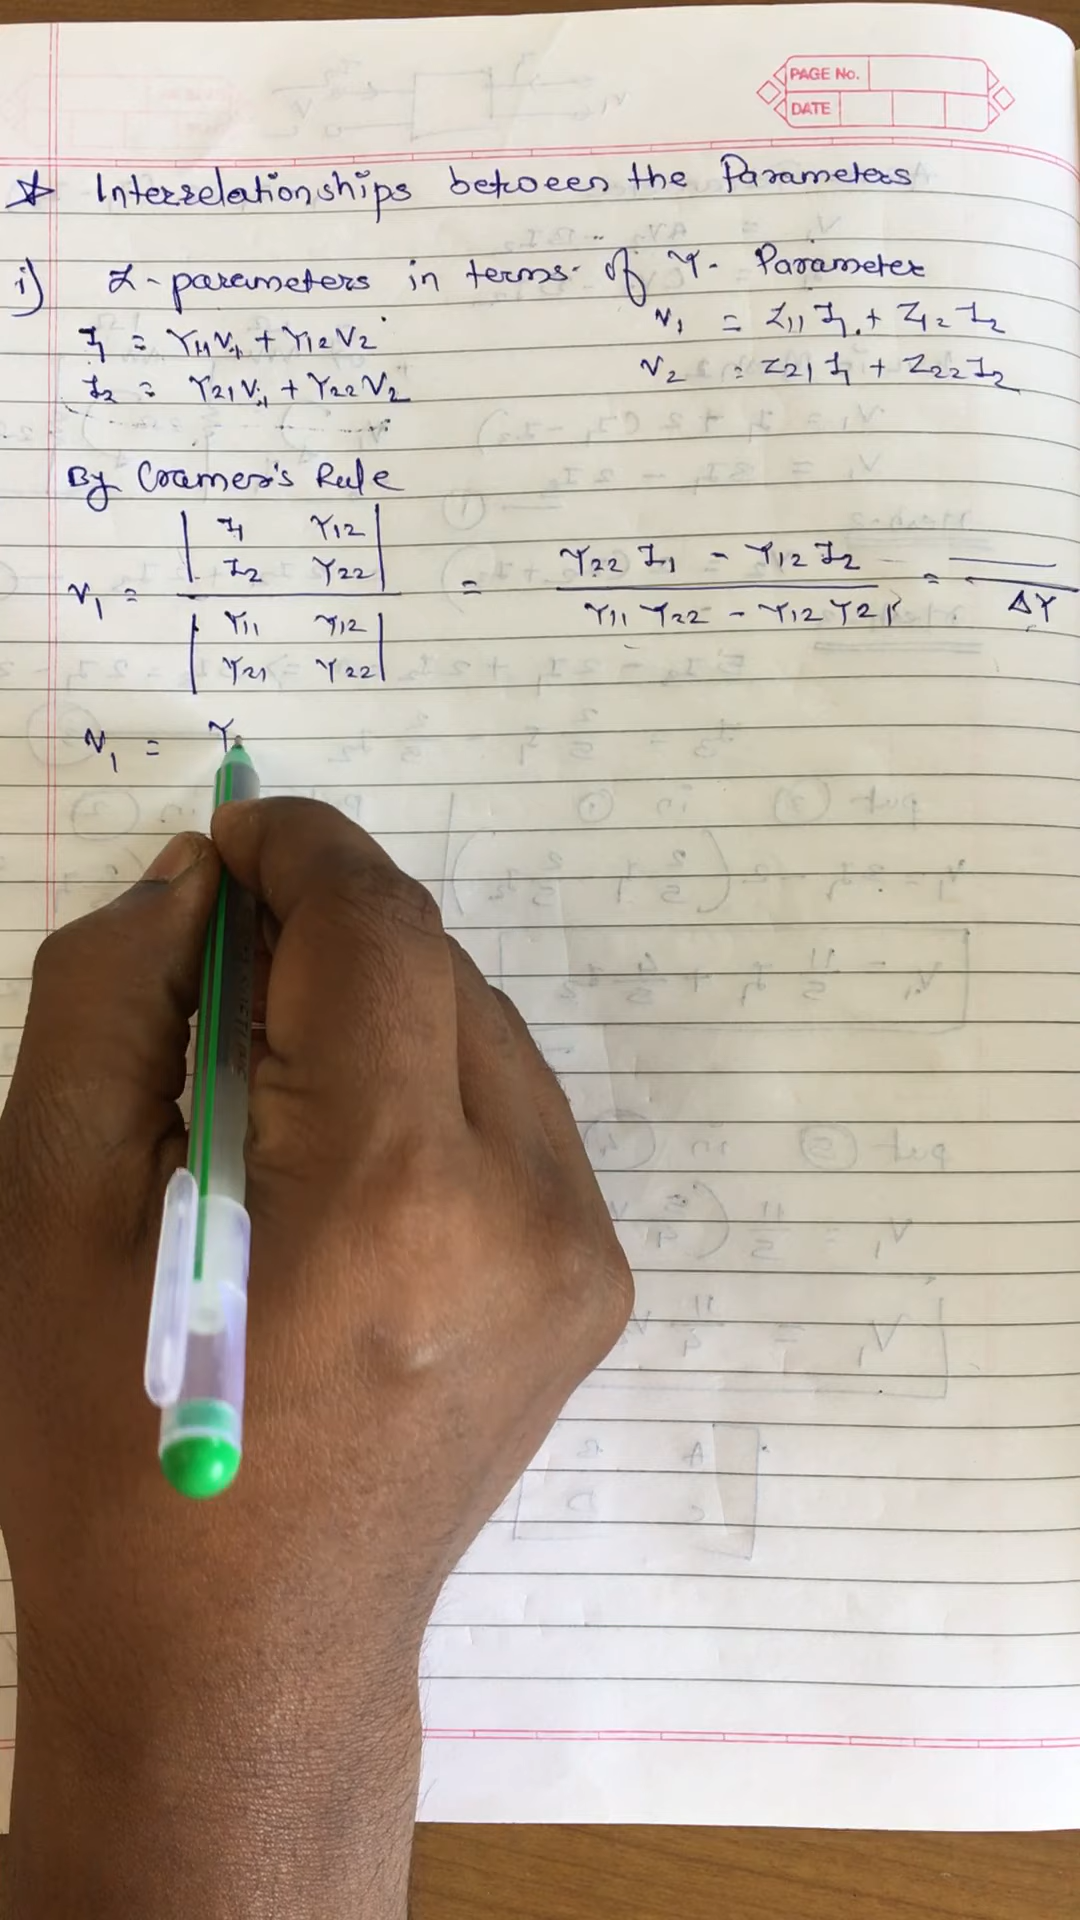 PAGE No.
DATE
☆ Interrelationships between the Parameters
i) Z-parameters in terms of Y- Parameter
I1 = Y11V1 + Y12V2
V1 = Z11 I1 + Z12 I2
I2 = Y21V1 + Y22V2
V2 = Z21 I1 + Z22 I2
By Cramer's Rule
V1 = | I1 Y12 |
| I2 Y22 |
| Y11 Y12 |
| Y21 Y22 |
= Y22 I1 - Y12 I2
Y11 Y22 - Y12 Y21
= ΔY
V1 = Y